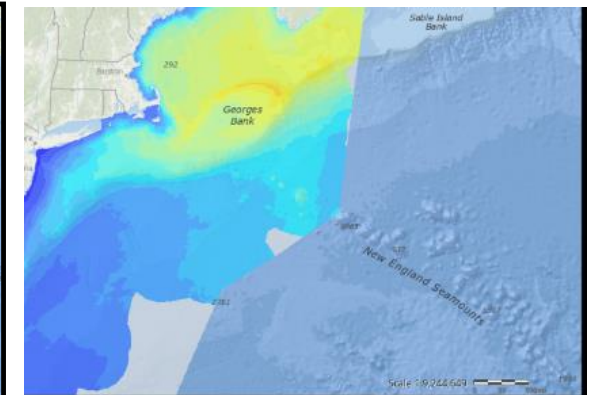 Sable Island
Bank
292
Boston
Georges
Bank
New England Seamounts
Scale 1:9,244,649